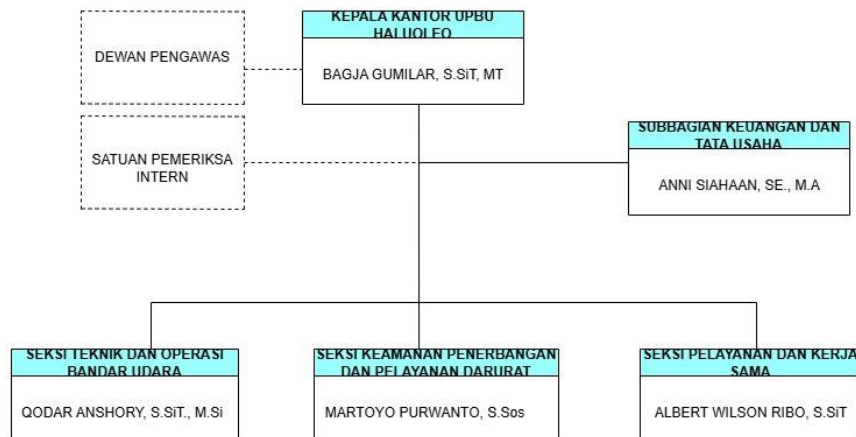 KEPALA KANTOR UPBU
HALUOLEO
BAGJA GUMILAR, S.SiT, MT
DEWAN PENGAWAS
SATUAN PEMERIKSA
INTERN
SUBBAGIAN KEUANGAN DAN
TATA USAHA
ANNI SIAHAAN, SE., M.A
SEKSI TEKNIK DAN OPERASI
BANDAR UDARA
QODAR ANSHORY, S.SiT., M.Si
SEKSI KEAMANAN PENERBANGAN
DAN PELAYANAN DARURAT
MARTOYO PURWANTO, S.Sos
SEKSI PELAYANAN DAN KERJA
SAMA
ALBERT WILSON RIBO, S.SiT